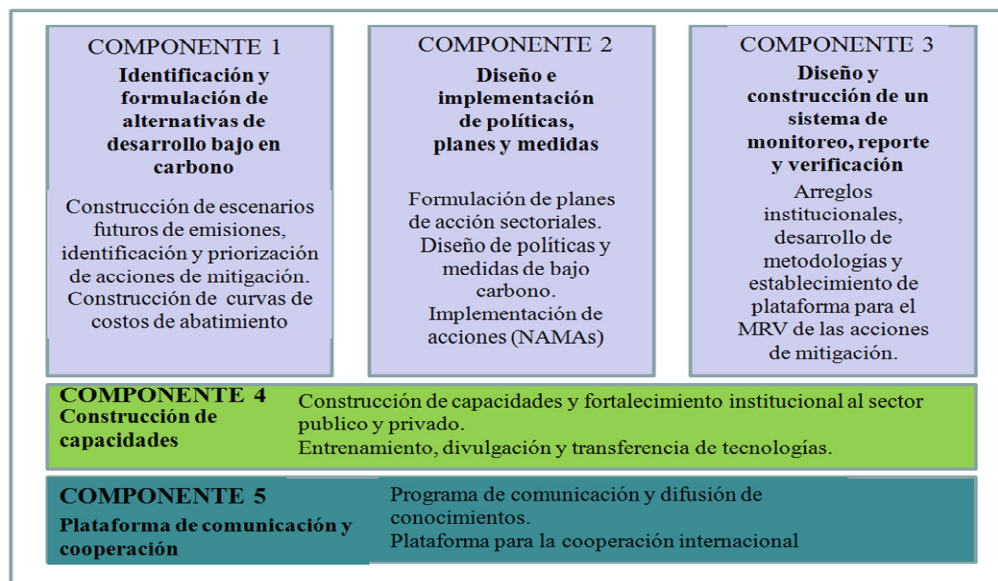 COMPONENTE 1
Identificación y
formulación de
alternativas de
desarrollo bajo en
carbono
Construcción de escenarios
futuros de emisiones,
identificación y priorización
de acciones de mitigación.
Construcción de curvas de
costos de abatimiento
COMPONENTE 2
Diseño e
implementación
de políticas,
planes y medidas
Formulación de planes
de acción sectoriales.
Diseño de políticas y
medidas de bajo
carbono.
Implementación de
acciones (NAMAs)
COMPONENTE 3
Diseño y
construcción de un
sistema de
monitoreo, reporte
y verificación
Arreglos
institucionales,
desarrollo de
metodologías y
establecimiento de
plataforma para el
MRV de las acciones
de mitigación.
COMPONENTE 4
Construcción de
capacidades
Construcción de capacidades y fortalecimiento institucional al sector
publico y privado.
Entrenamiento, divulgación y transferencia de tecnologías.
COMPONENTE 5
Plataforma de comunicación y
cooperación
Programa de comunicación y difusión de
conocimientos.
Plataforma para la cooperación internacional